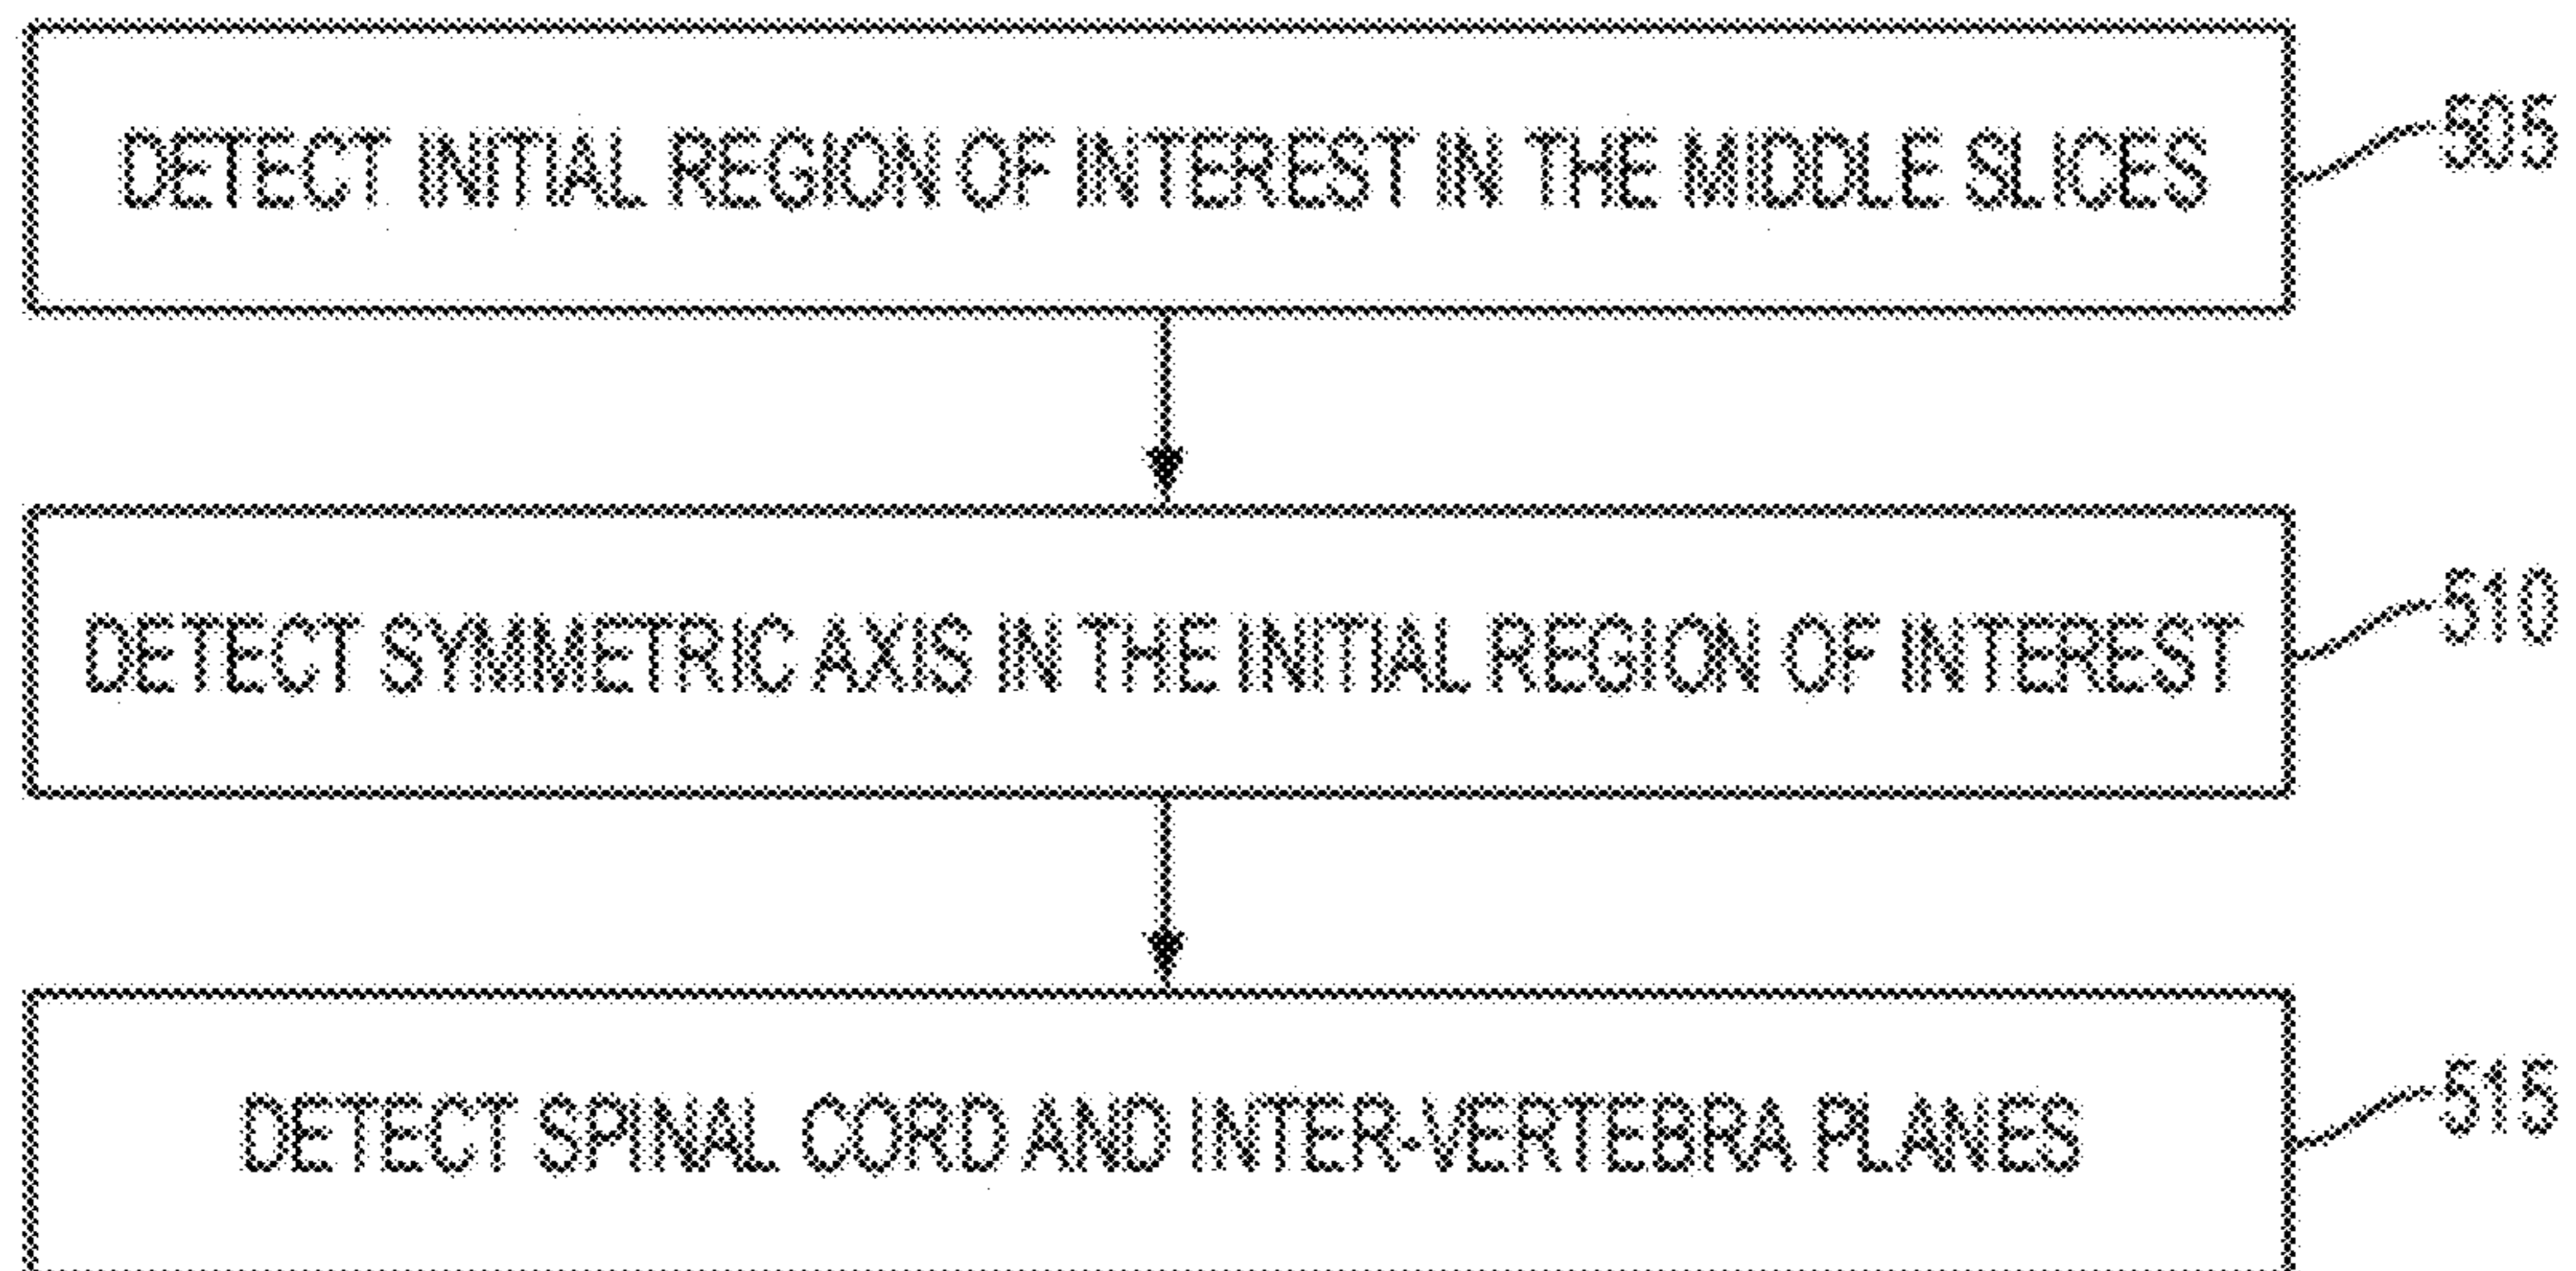 DETECT INITIAL REGION OF INTEREST IN THE MIDDLE SLICES
505
DETECT SYMMETRIC AXIS IN THE INITIAL REGION OF INTEREST
510
DETECT SPINAL CORD AND INTER-VERTEBRA PLANES
515